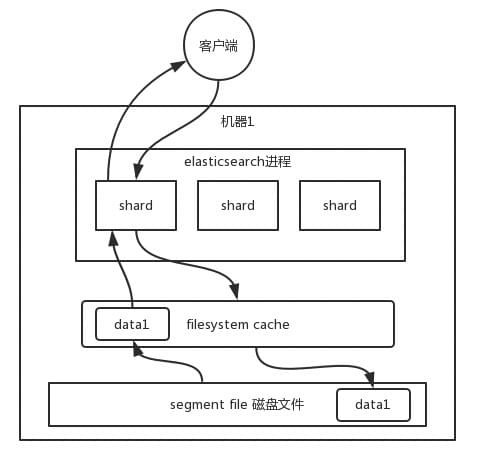 客户端
机器1
elasticsearch进程
shard
shard
shard
data1
filesystem cache
segment file 磁盘文件
data1